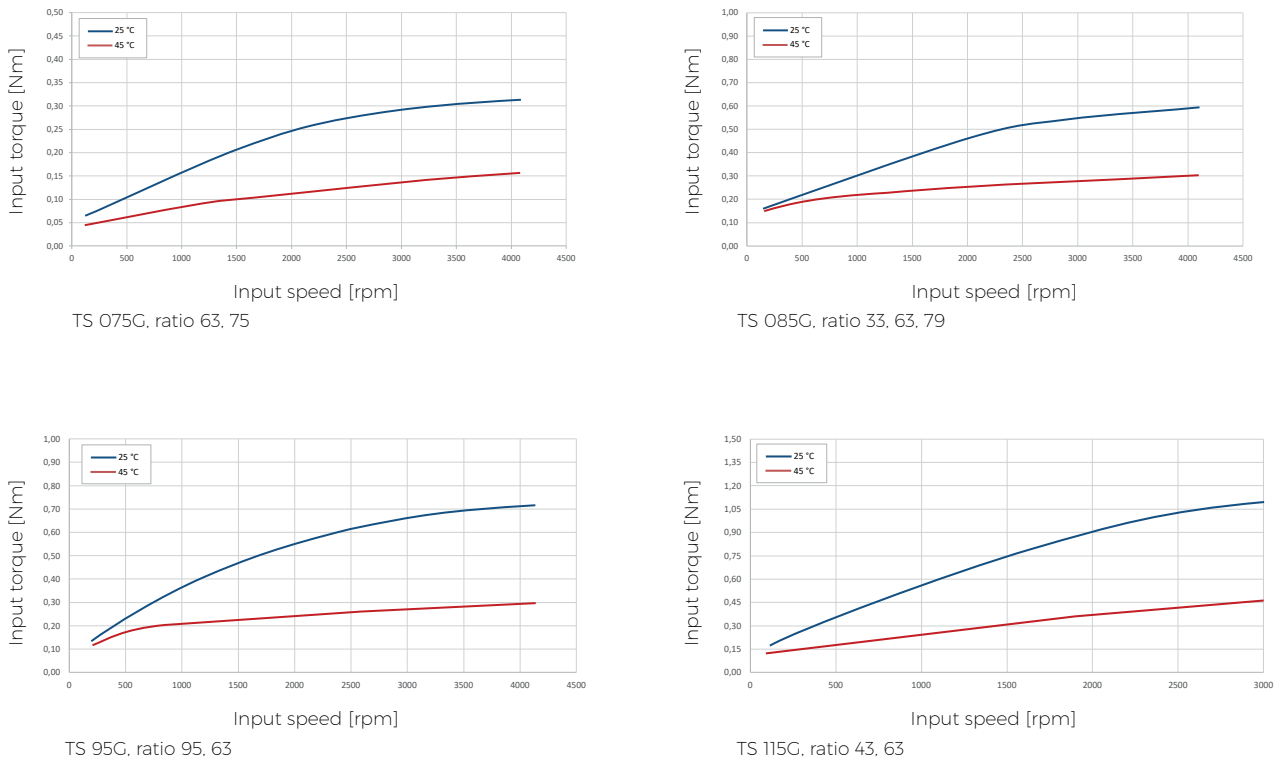 0,50
0,45
0,40
0,35
0,30
0,25
0,20
0,15
0,10
0,05
0,00
Input torque [Nm]
25 °C
45 °C
0 500 1000 1500 2000 2500 3000 3500 4000 4500
Input speed [rpm]
TS 075G, ratio 63, 75
1,00
0,90
0,80
0,70
0,60
0,50
0,40
0,30
0,20
0,10
0,00
Input torque [Nm]
25 °C
45 °C
0 500 1000 1500 2000 2500 3000 3500 4000 4500
Input speed [rpm]
TS 085G, ratio 33, 63, 79
1,00
0,90
0,80
0,70
0,60
0,50
0,40
0,30
0,20
0,10
0,00
Input torque [Nm]
25 °C
45 °C
0 500 1000 1500 2000 2500 3000 3500 4000 4500
Input speed [rpm]
TS 95G, ratio 95, 63
1,50
1,35
1,20
1,05
0,90
0,75
0,60
0,45
0,30
0,15
0,00
Input torque [Nm]
25 °C
45 °C
0 500 1000 1500 2000 2500 3000
Input speed [rpm]
TS 115G, ratio 43, 63